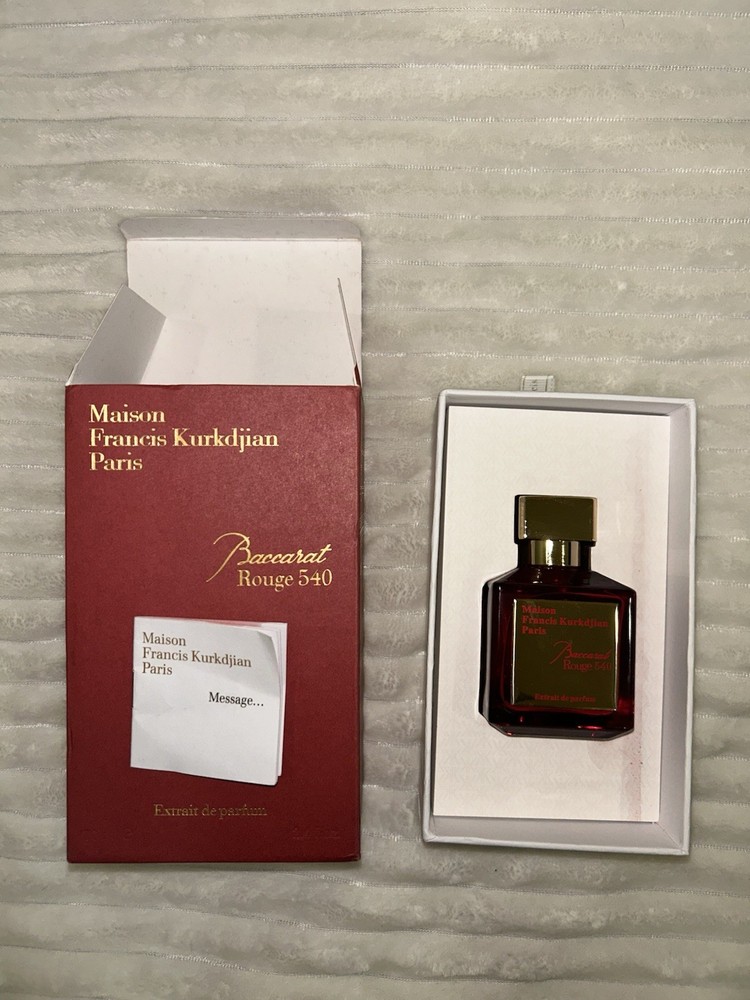 Maison
Francis Kurkdjian
Paris
Baccarat
Rouge 540
Maison
Francis Kurkdjian
Paris
Message...
Extrait de parfum
Maison
Francis Kurkdjian
Paris
Baccarat
Rouge 540
Extrait de parfum